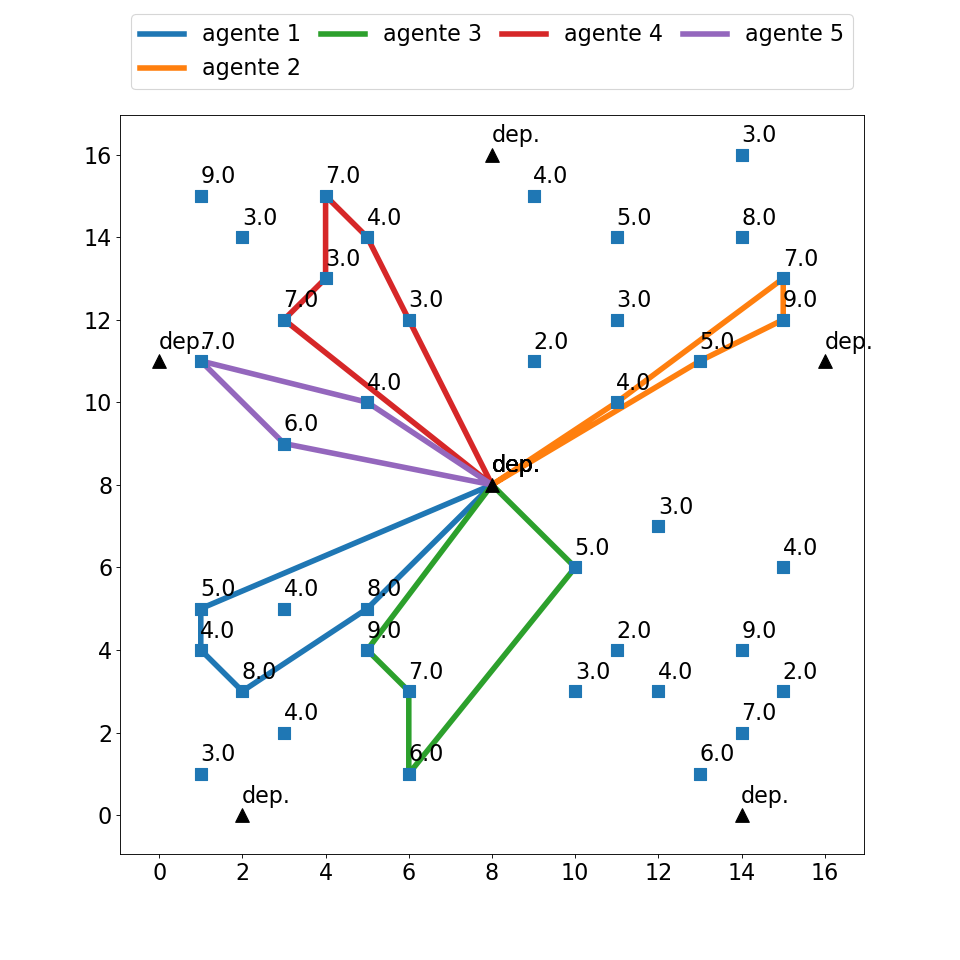 agente 1 agente 3 agente 4 agente 5
agente 2
dep. 3.0
16
9.0 7.0 4.0
3.0 4.0 5.0 8.0
14
3.0 7.0
7.0 3.0 3.0 9.0
12
dep. 7.0 2.0 5.0 dep.
4.0 4.0
10
6.0
dep.
8
3.0
5.0 4.0
6
5.0 4.0 8.0
4.0 9.0 2.0 9.0
4
8.0 7.0 3.0 4.0 2.0
4.0 7.0
2
3.0 6.0 6.0
dep. dep.
0
0 2 4 6 8 10 12 14 16